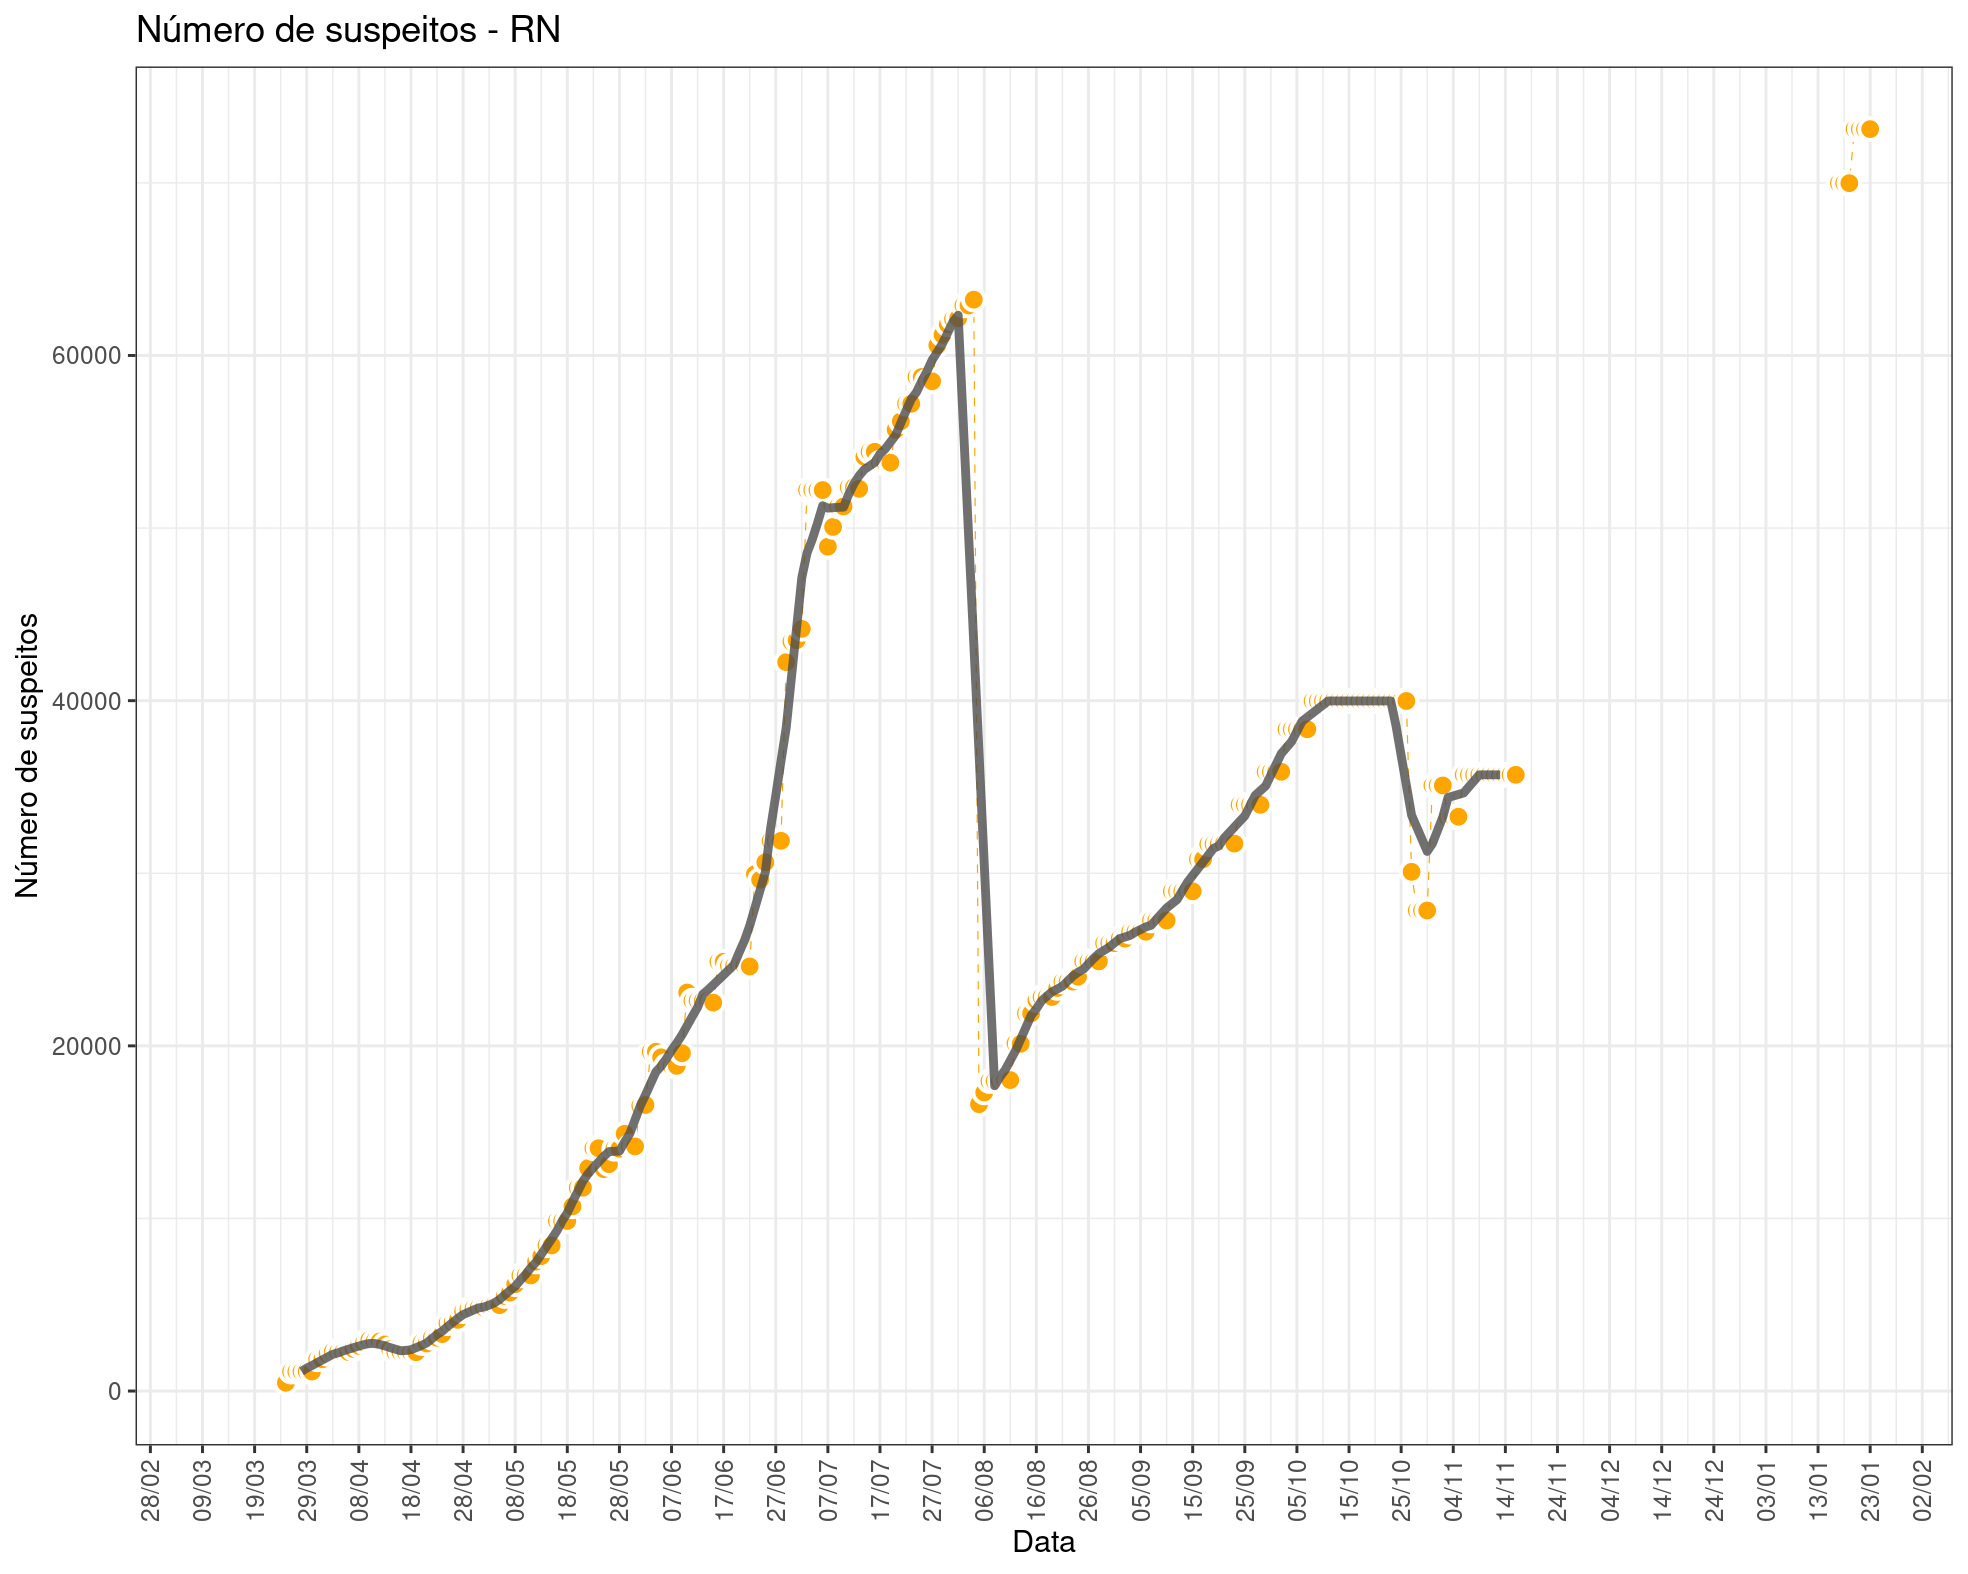 Número de suspeitos - RN
Número de suspeitos
60000
40000
20000
0
28/02 09/03 19/03 29/03 08/04 18/04 28/04 08/05 18/05 28/05 07/06 17/06 27/06 07/07 17/07 27/07 06/08 16/08 26/08 05/09 15/09 25/09 05/10 15/10 25/10 04/11 14/11 24/11 04/12 14/12 24/12 03/01 13/01 23/01 02/02
Data